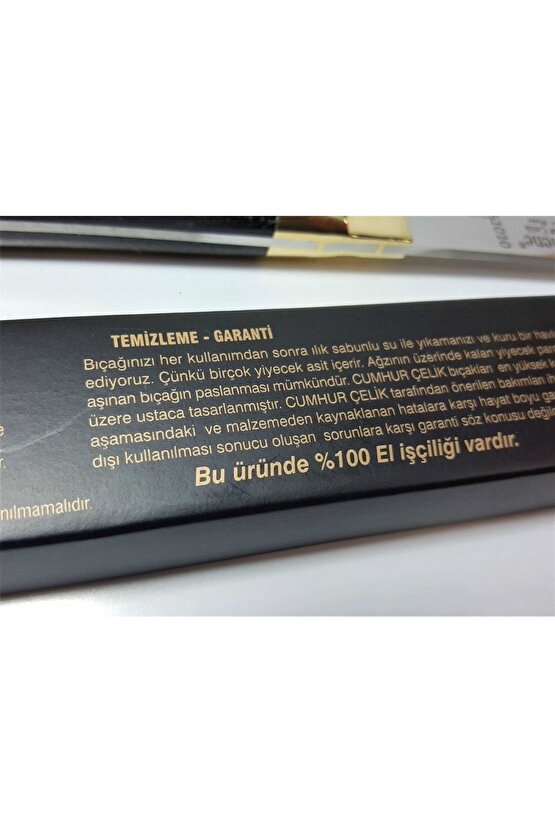 TEMİZLEME - GARANTİ
Bıçağınızı her kullanımdan sonra ılık sabunlu su ile yıkamanızı ve kuru bir
ediyoruz. Çünkü birçok yiyecek asit içerir. Ağzının üzerinde kalan yiyecek
aşınan bıçağın paslanması mümkündür. CUMHUR ÇELİK bıçakları en yüksek
üzere ustaca tasarlanmıştır. CUMHUR ÇELİK tarafından önerilen bakımları
aşamasındaki ve malzemeden kaynaklanan hatalara karşı hayat boyu
dışı kullanılması sonucu oluşan sorunlara karşı garanti söz konusu
Bu üründe %100 El işçiliği vardır.